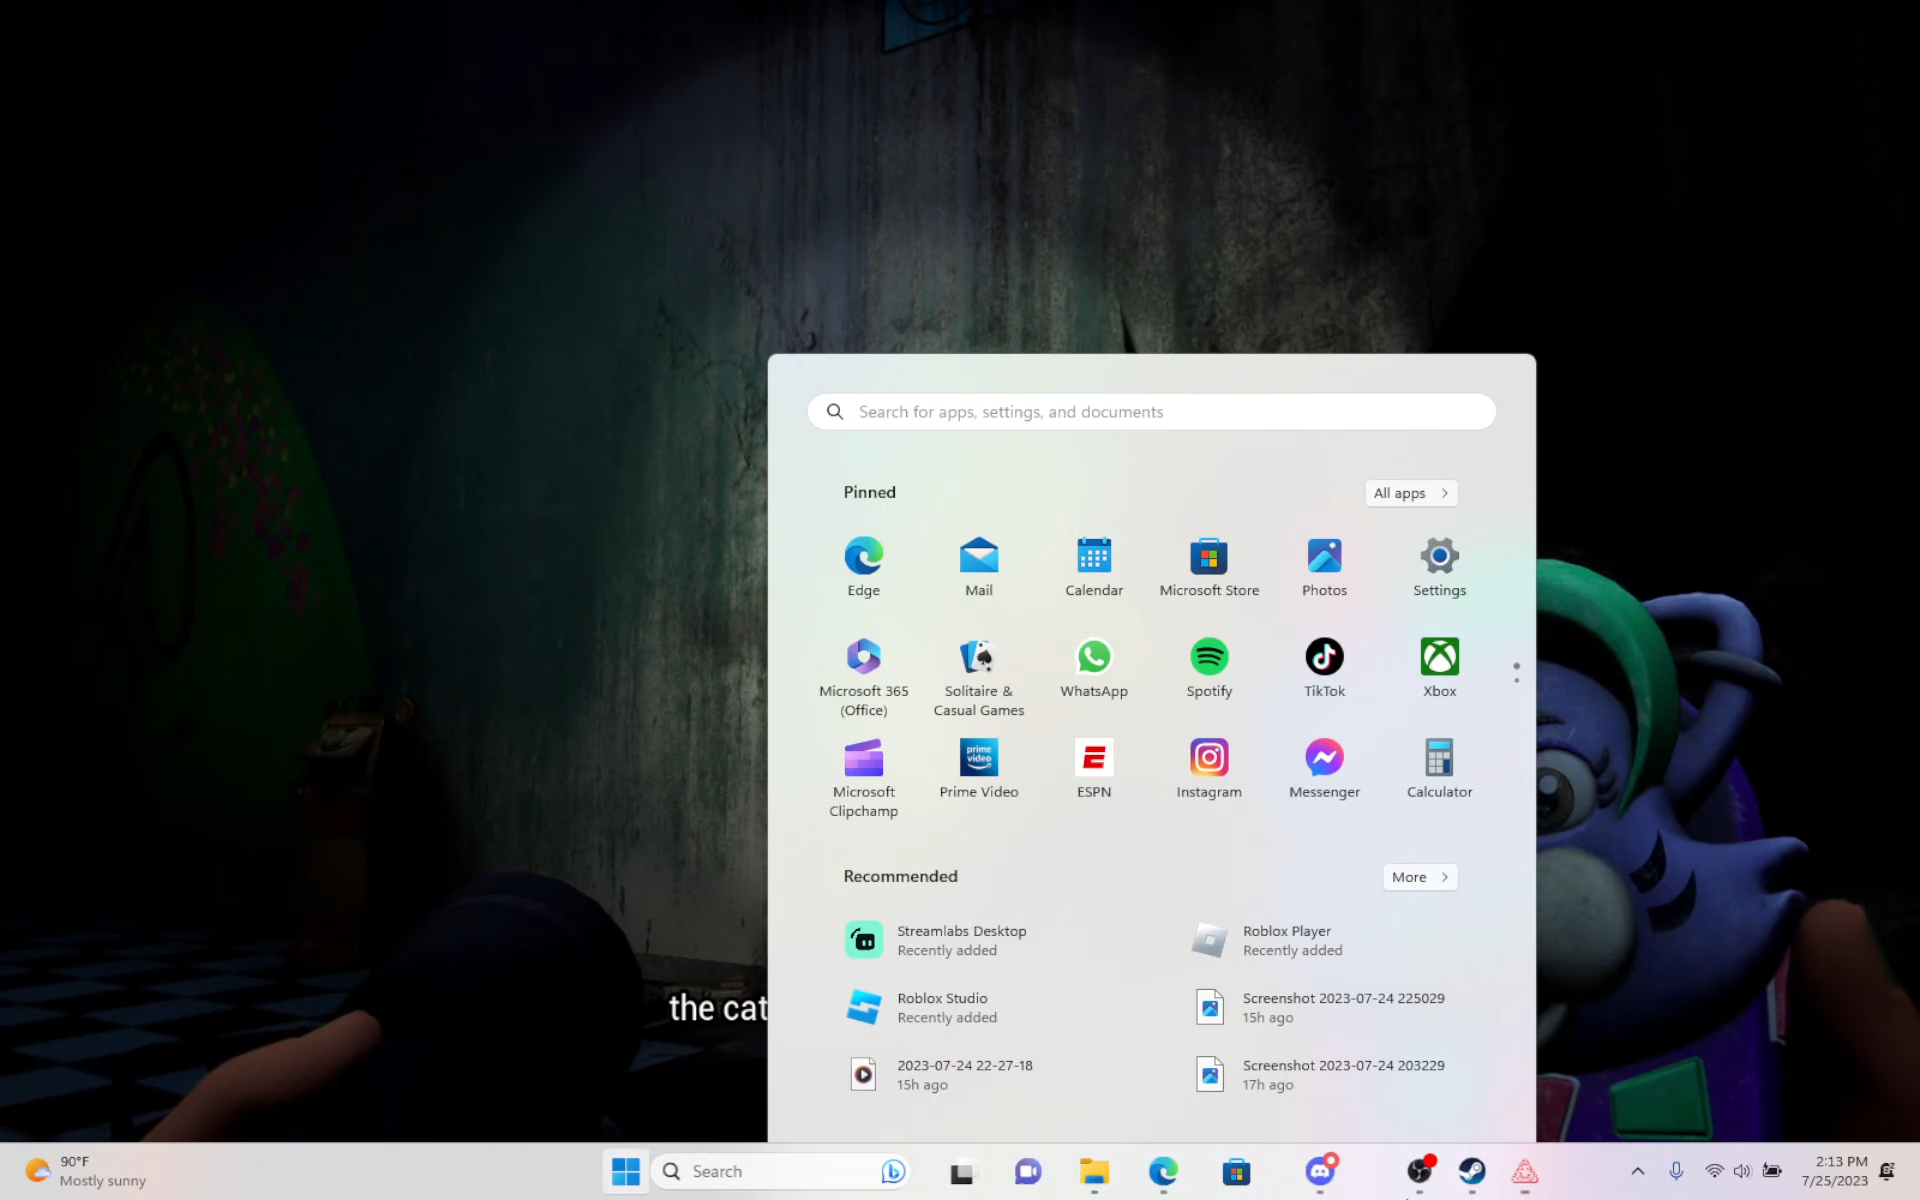 Search for apps, settings, and documents
Pinned
All apps
Edge
Mail
Calendar
Microsoft Store
Photos
Settings
Microsoft 365
(Office)
Solitaire &
Casual Games
WhatsApp
Spotify
TikTok
Xbox
Microsoft
Clipchamp
prime
video
Prime Video
ESPN
Instagram
Messenger
Calculator
Recommended
More
Streamlabs Desktop
Recently added
Roblox Player
Recently added
Roblox Studio
Recently added
Screenshot 2023-07-24 225029
15h ago
2023-07-24 22-27-18
15h ago
Screenshot 2023-07-24 203229
17h ago
the cat
90°F
Mostly sunny
Search
2:13 PM
7/25/2023